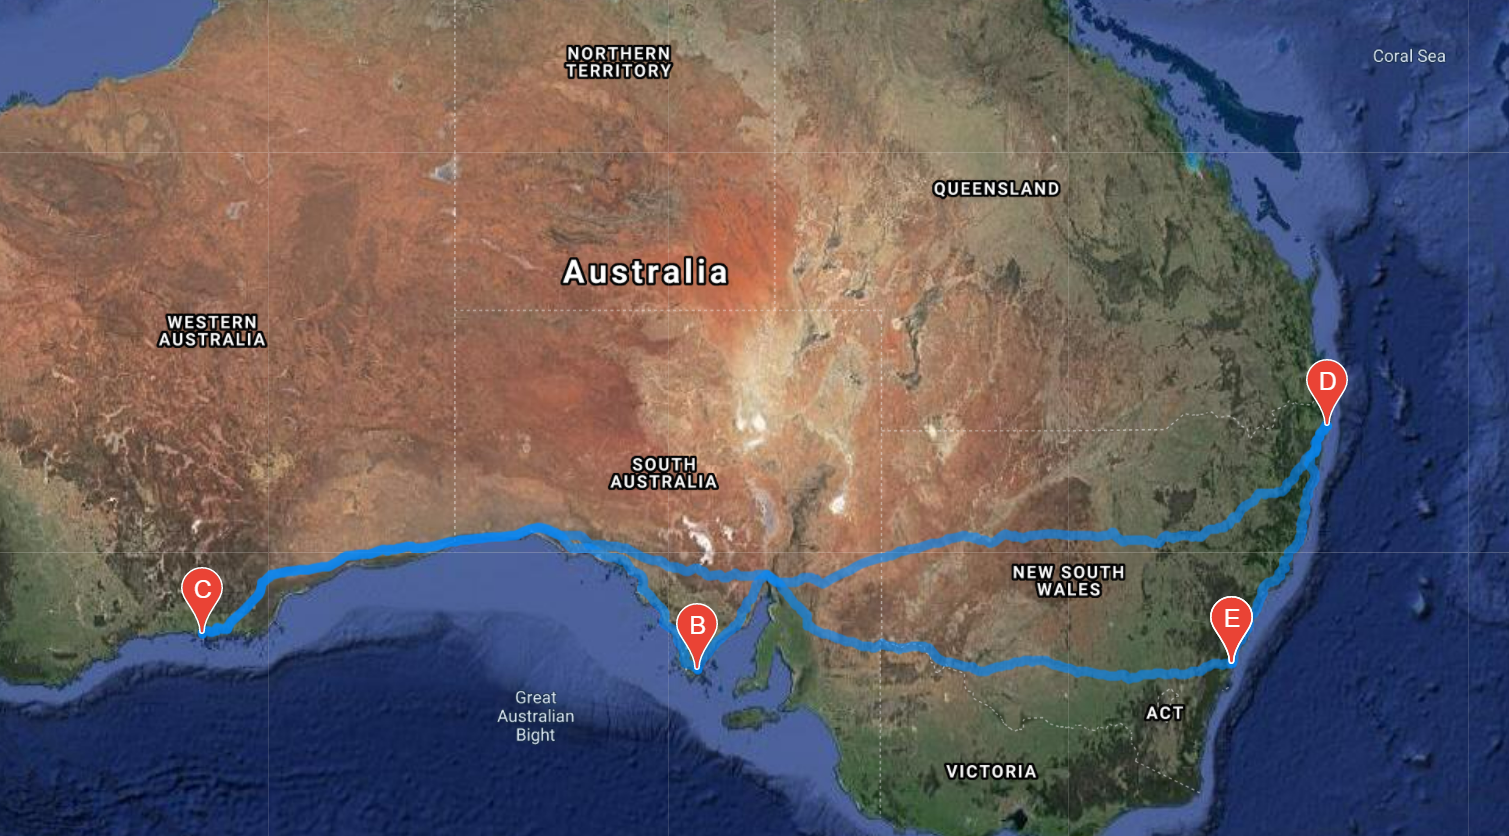 NORTHERN
TERRITORY
Coral Sea
QUEENSLAND
Australia
WESTERN
AUSTRALIA
D
SOUTH
AUSTRALIA
C
NEW SOUTH
WALES
B
E
Great
Australian
Bight
ACT
VICTORIA